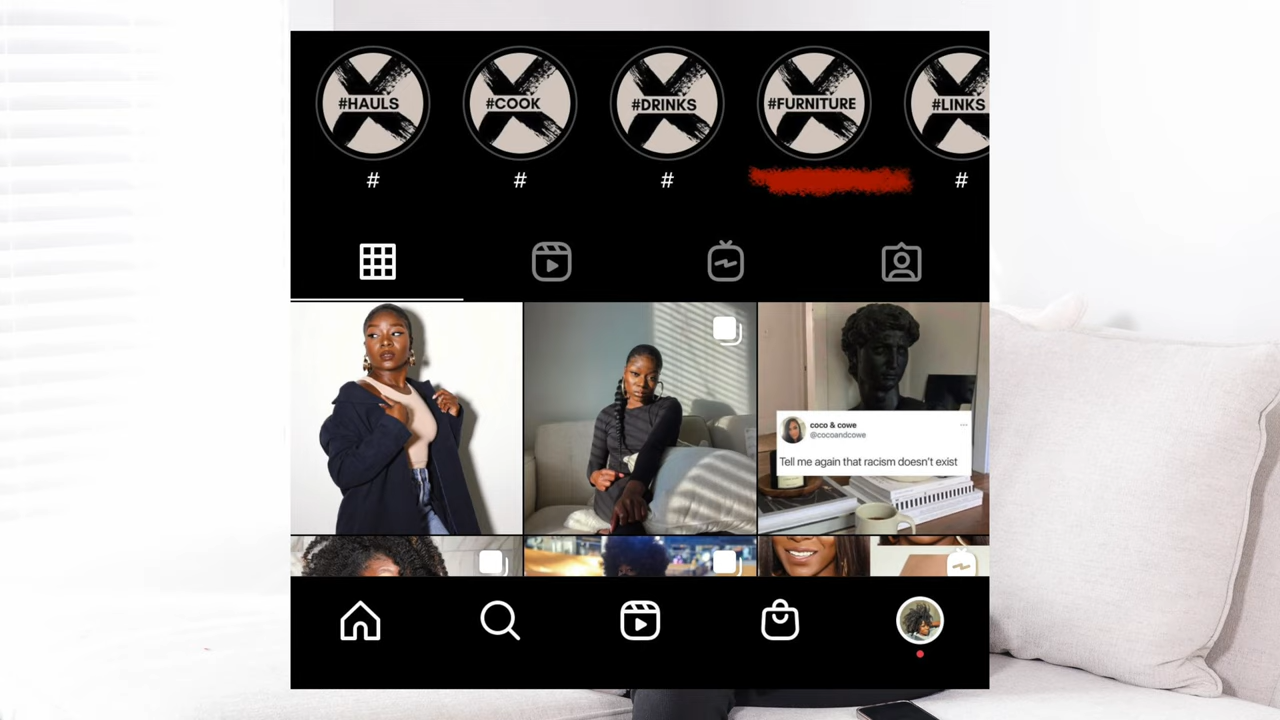 #HAULS
#COOK
#DRINKS
#FURNITURE
#LINKS
#
#
#
#
coco & cowe
@cocoandcowe
Tell me again that racism doesn't exist